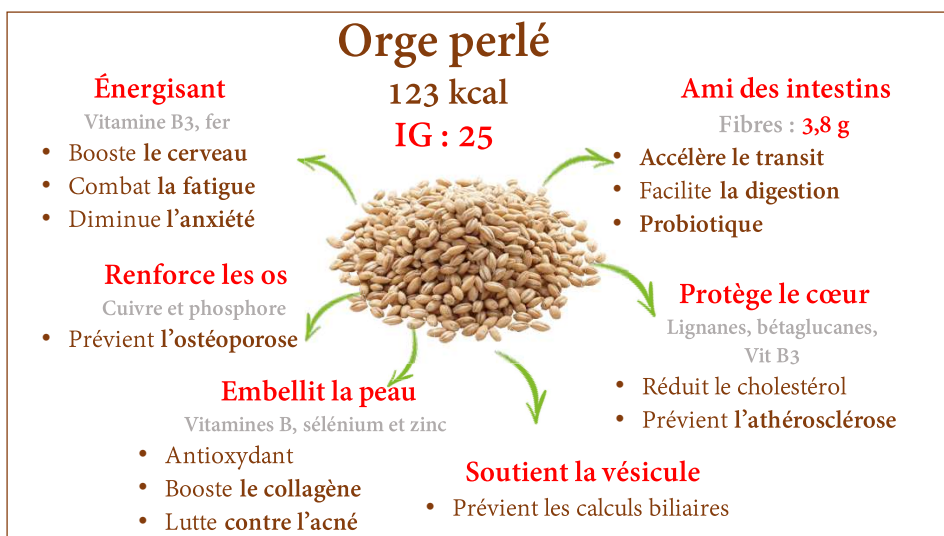 Orge perlé
123 kcal
IG : 25
Énergisant
Vitamine B3, fer
• Booste le cerveau
• Combat la fatigue
• Diminue l'anxiété
Renforce les os
Cuivre et phosphore
• Prévient l'ostéoporose
Embellit la peau
Vitamines B, sélénium et zinc
• Antioxydant
• Booste le collagène
• Lutte contre l'acné
Ami des intestins
Fibres : 3,8 g
• Accélère le transit
• Facilite la digestion
• Probiotique
Protège le cœur
Lignanes, bétaglucanes,
Vit B3
• Réduit le cholestérol
• Prévient l'athérosclérose
Soutient la vésicule
• Prévient les calculs biliaires